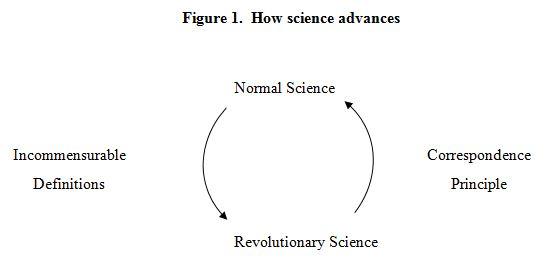 Figure 1. How science advances
Normal Science
Incommensurable
Definitions
Correspondence
Principle
Revolutionary Science